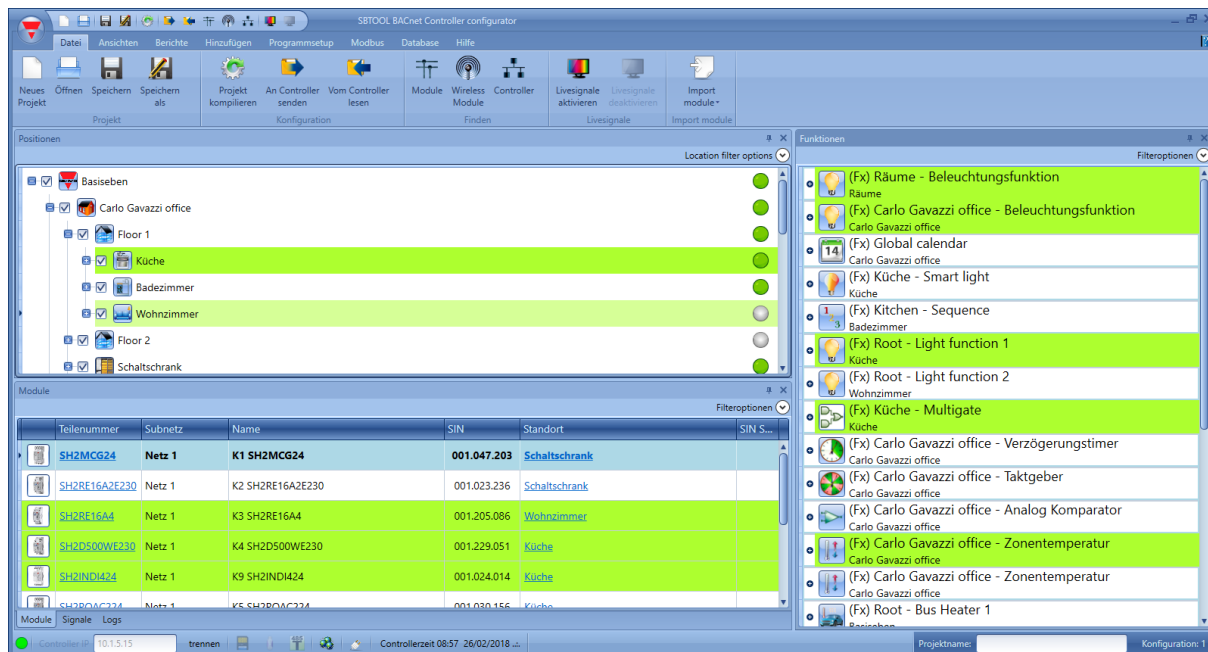 SBTOOL BACnet Controller configurator
Datei Ansichten Berichte Hinzufügen Programmsetup Modbus Database Hilfe
Neues Projekt
Öffnen
Speichern
Speichern als
Projekt kompilieren
An Controller senden
Vom Controller lesen
Module
Wireless Module
Controller
Livesignale aktivieren
Livesignale deaktivieren
Import module
Projekt
Konfiguration
Finden
Livesignale
Import module
Positionen
Location filter options
Basiseben
Carlo Gavazzi office
Floor 1
Küche
Badezimmer
Wohnzimmer
Floor 2
Schaltschrank
Module
Filteroptionen
Teilenummer Subnetz Name SIN Standort SIN S...
SH2MCG24 Netz 1 K1 SH2MCG24 001.047.203 Schaltschrank
SH2RE16A2E230 Netz 1 K2 SH2RE16A2E230 001.023.236 Schaltschrank
SH2RE16A4 Netz 1 K3 SH2RE16A4 001.205.086 Wohnzimmer
SH2D500WE230 Netz 1 K4 SH2D500WE230 001.229.051 Küche
SH2INDI424 Netz 1 K9 SH2INDI424 001.024.014 Küche
Netz 1 001.030.156 Küche
Module Signale Logs
Funktionen
Filteroptionen
(Fx) Räume - Beleuchtungsfunktion
Räume
(Fx) Carlo Gavazzi office - Beleuchtungsfunktion
Carlo Gavazzi office
14
(Fx) Global calendar
Carlo Gavazzi office
(Fx) Küche - Smart light
Küche
1 2 3
(Fx) Kitchen - Sequence
Badezimmer
(Fx) Root - Light function 1
Küche
(Fx) Root - Light function 2
Wohnzimmer
(Fx) Küche - Multigate
Küche
(Fx) Carlo Gavazzi office - Verzögerungstimer
Carlo Gavazzi office
(Fx) Carlo Gavazzi office - Taktgeber
Carlo Gavazzi office
(Fx) Carlo Gavazzi office - Analog Komparator
Carlo Gavazzi office
(Fx) Carlo Gavazzi office - Zonentemperatur
Carlo Gavazzi office
(Fx) Carlo Gavazzi office - Zonentemperatur
Carlo Gavazzi office
(Fx) Root - Bus Heater 1
Basiseben
Controller IP 10.1.5.15 trennen Controllerzeit 08:57 26/02/2018 Projektname: Konfiguration: 1